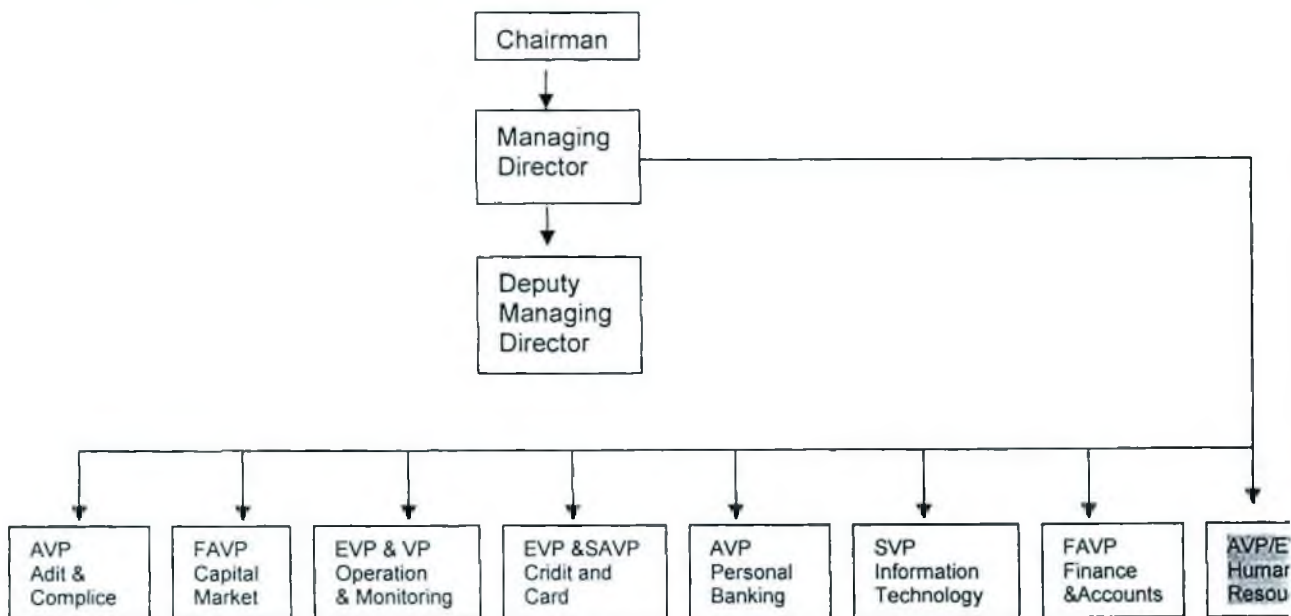 Chairman
Managing
Director
Deputy
Managing
Director
AVP
Adit &
Complice
FAVP
Capital
Market
EVP & VP
Operation
& Monitoring
EVP &SAVP
Cridit and
Card
AVP
Personal
Banking
SVP
Information
Technology
FAVP
Finance
&Accounts